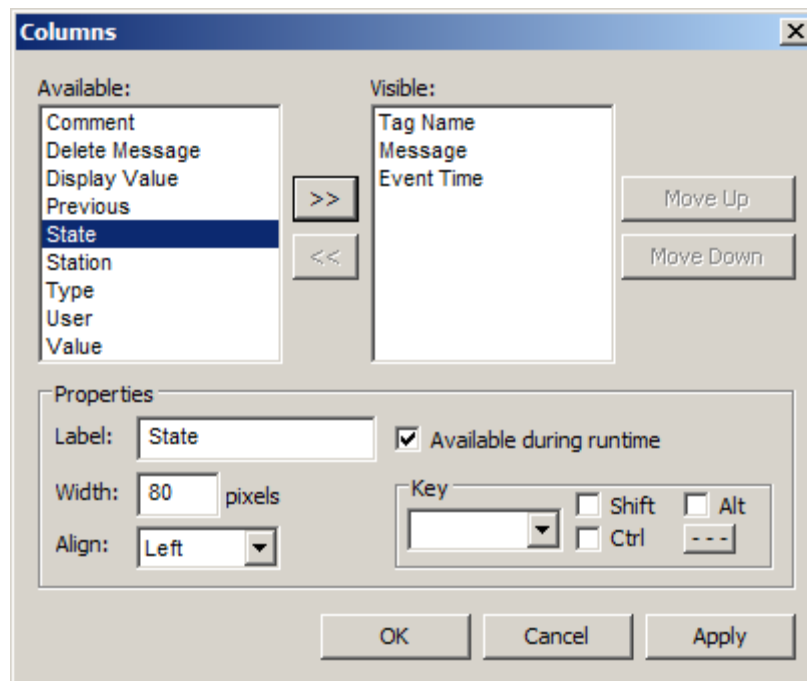 Columns
Available:
Comment
Delete Message
Display Value
Previous
State
Station
Type
User
Value
>>
<<
Visible:
Tag Name
Message
Event Time
Move Up
Move Down
Properties
Label: State
Available during runtime
Width: 80 pixels
Align: Left
Key
Shift
Alt
Ctrl
---
OK
Cancel
Apply